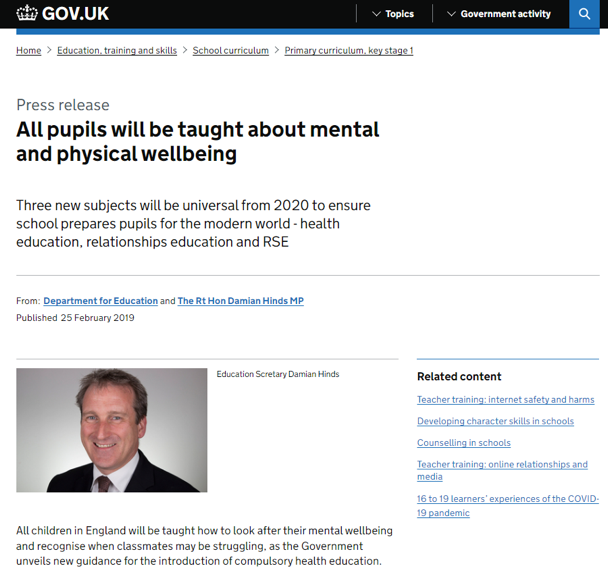 GOV.UK
Topics
Government activity
Home > Education, training and skills > School curriculum > Primary curriculum, key stage 1
Press release
All pupils will be taught about mental
and physical wellbeing
Three new subjects will be universal from 2020 to ensure
school prepares pupils for the modern world - health
education, relationships education and RSE
From: Department for Education and The Rt Hon Damian Hinds MP
Published 25 February 2019
Education Scretary Damian Hinds
Related content
Teacher training: internet safety and harms
Developing character skills in schools
Counselling in schools
Teacher training: online relationships and
media
16 to 19 learners' experiences of the COVID-
19 pandemic
All children in England will be taught how to look after their mental wellbeing
and recognise when classmates may be struggling, as the Government
unveils new guidance for the introduction of compulsory health education.